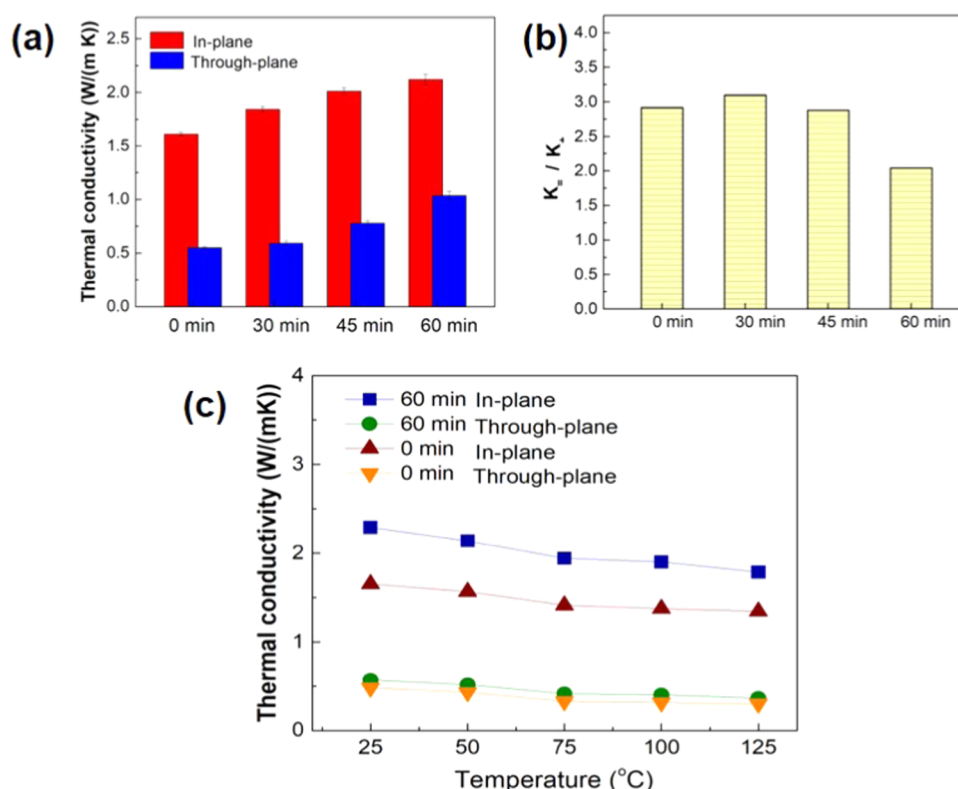 (a)
Thermal conductivity (W/(m K))
2.5
2.0
1.5
1.0
0.5
0.0
In-plane
Through-plane
0 min 30 min 45 min 60 min
(b)
4.0
3.5
3.0
2.5
2.0
1.5
1.0
0.5
0.0
0 min 30 min 45 min 60 min
(c)
Thermal conductivity (W/(mK))
4
3
2
1
0
60 min In-plane
60 min Through-plane
0 min In-plane
0 min Through-plane
25 50 75 100 125
Temperature (°C)